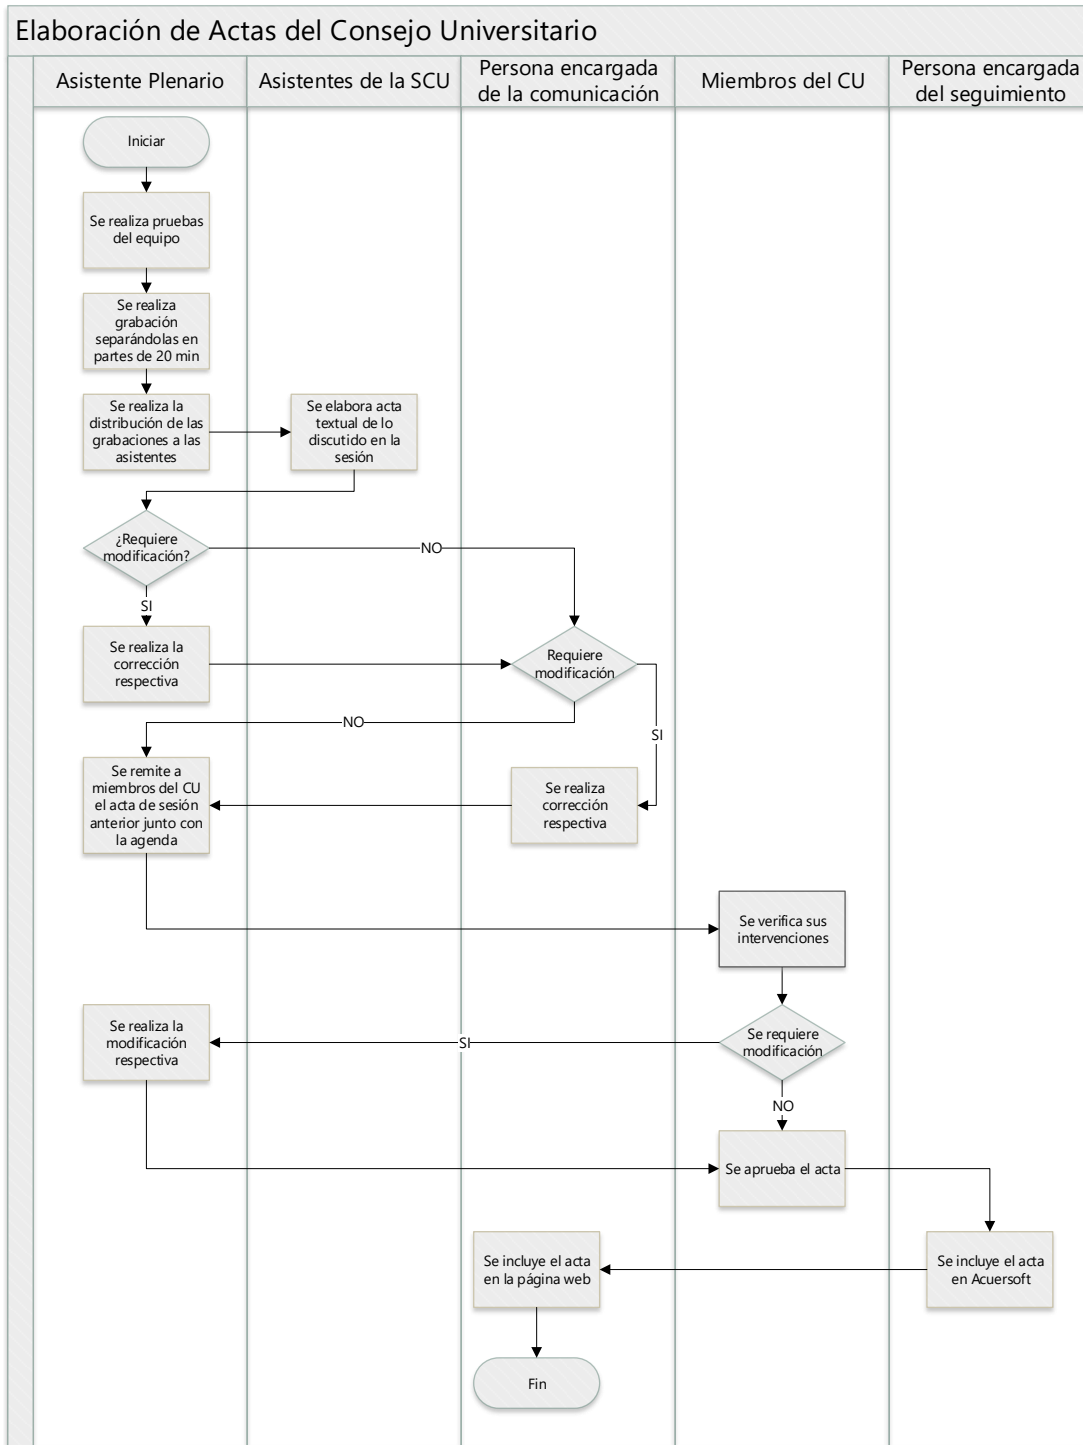 Elaboración de Actas del Consejo Universitario
Asistente Plenario
Asistentes de la SCU
Persona encargada
de la comunicación
Miembros del CU
Persona encargada
del seguimiento
Iniciar
Se realiza pruebas
del equipo
Se realiza
grabación
separándolas en
partes de 20 min
Se realiza la
distribución de las
grabaciones a las
asistentes
Se elabora acta
textual de lo
discutido en la
sesión
¿Requiere
modificación?
NO
SI
Se realiza la
corrección
respectiva
Requiere
modificación
NO
SI
Se remite a
miembros del CU
el acta de sesión
anterior junto con
la agenda
Se realiza
corrección
respectiva
Se verifica sus
intervenciones
Se realiza la
modificación
respectiva
SI
Se requiere
modificación
NO
Se aprueba el acta
Se incluye el acta
en la página web
Se incluye el acta
en Acuersoft
Fin